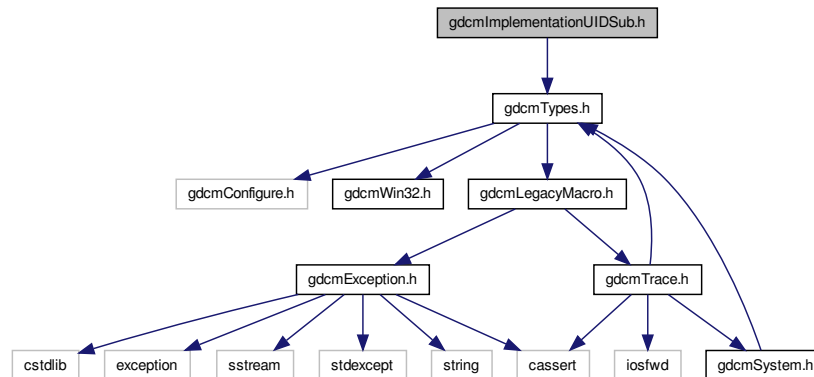 gdcmImplementationUIDSub.h
gdcmTypes.h
gdcmConfigure.h
gdcmWin32.h
gdcmLegacyMacro.h
gdcmException.h
gdcmTrace.h
cstdlib
exception
sstream
stdexcept
string
cassert
iosfwd
gdcmSystem.h